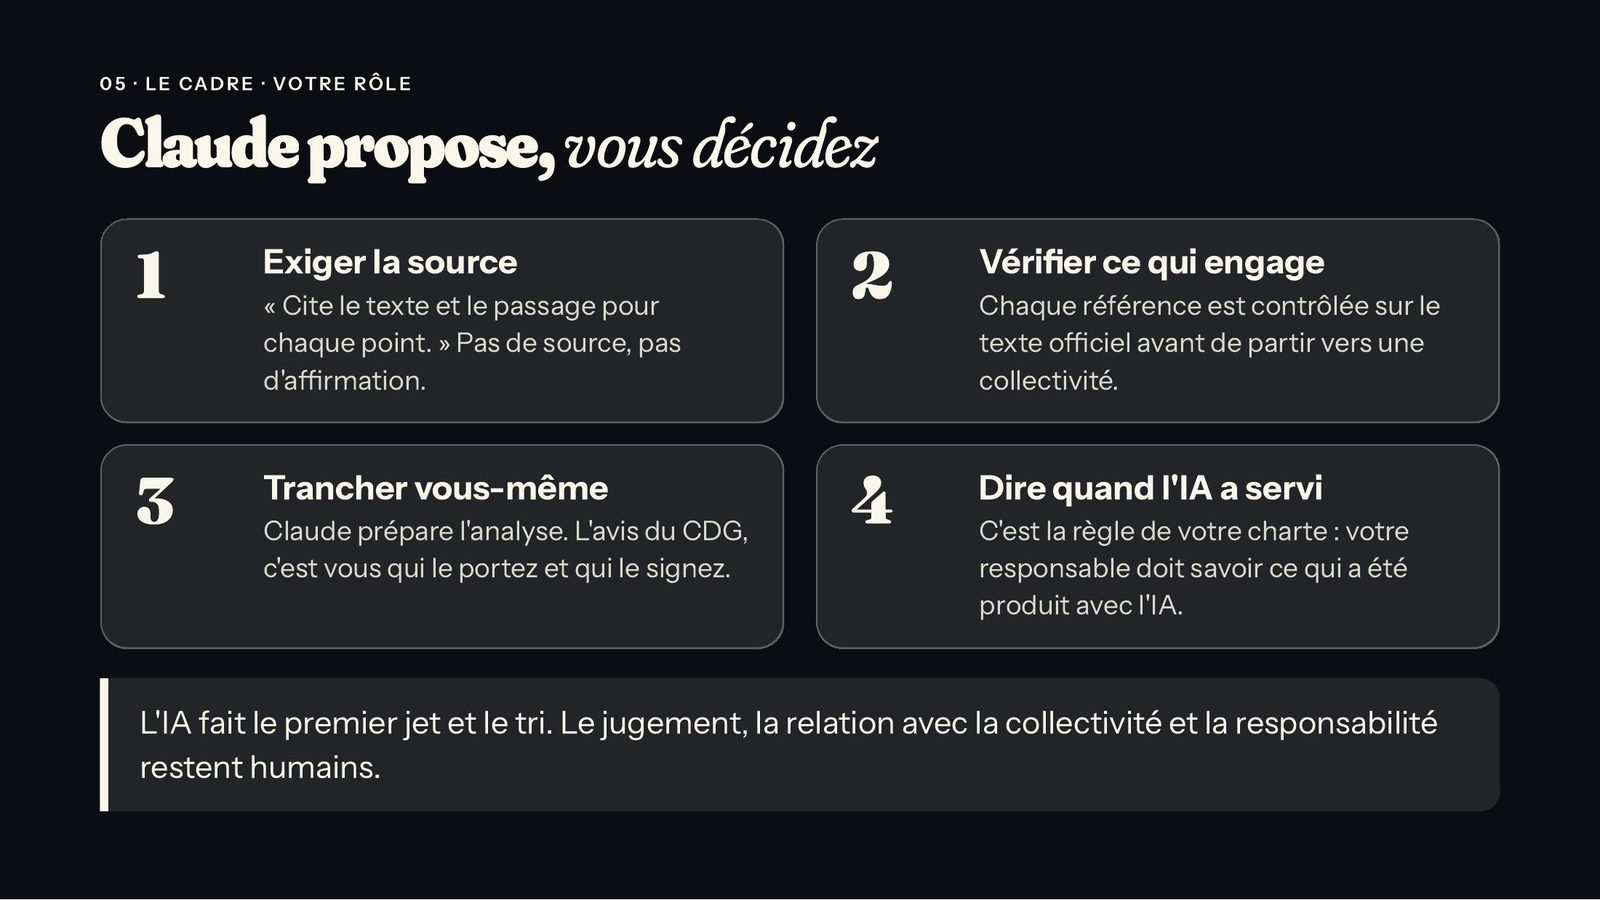 05 · LE CADRE · VOTRE RÔLE
Claude propose, vous décidez
1
Exiger la source
« Cite le texte et le passage pour
chaque point. » Pas de source, pas
d'affirmation.
2
Vérifier ce qui engage
Chaque référence est contrôlée sur le
texte officiel avant de partir vers une
collectivité.
3
Trancher vous-même
Claude prépare l'analyse. L'avis du CDG,
c'est vous qui le portez et qui le signez.
4
Dire quand l'IA a servi
C'est la règle de votre charte : votre
responsable doit savoir ce qui a été
produit avec l'IA.
L'IA fait le premier jet et le tri. Le jugement, la relation avec la collectivité et la responsabilité
restent humains.